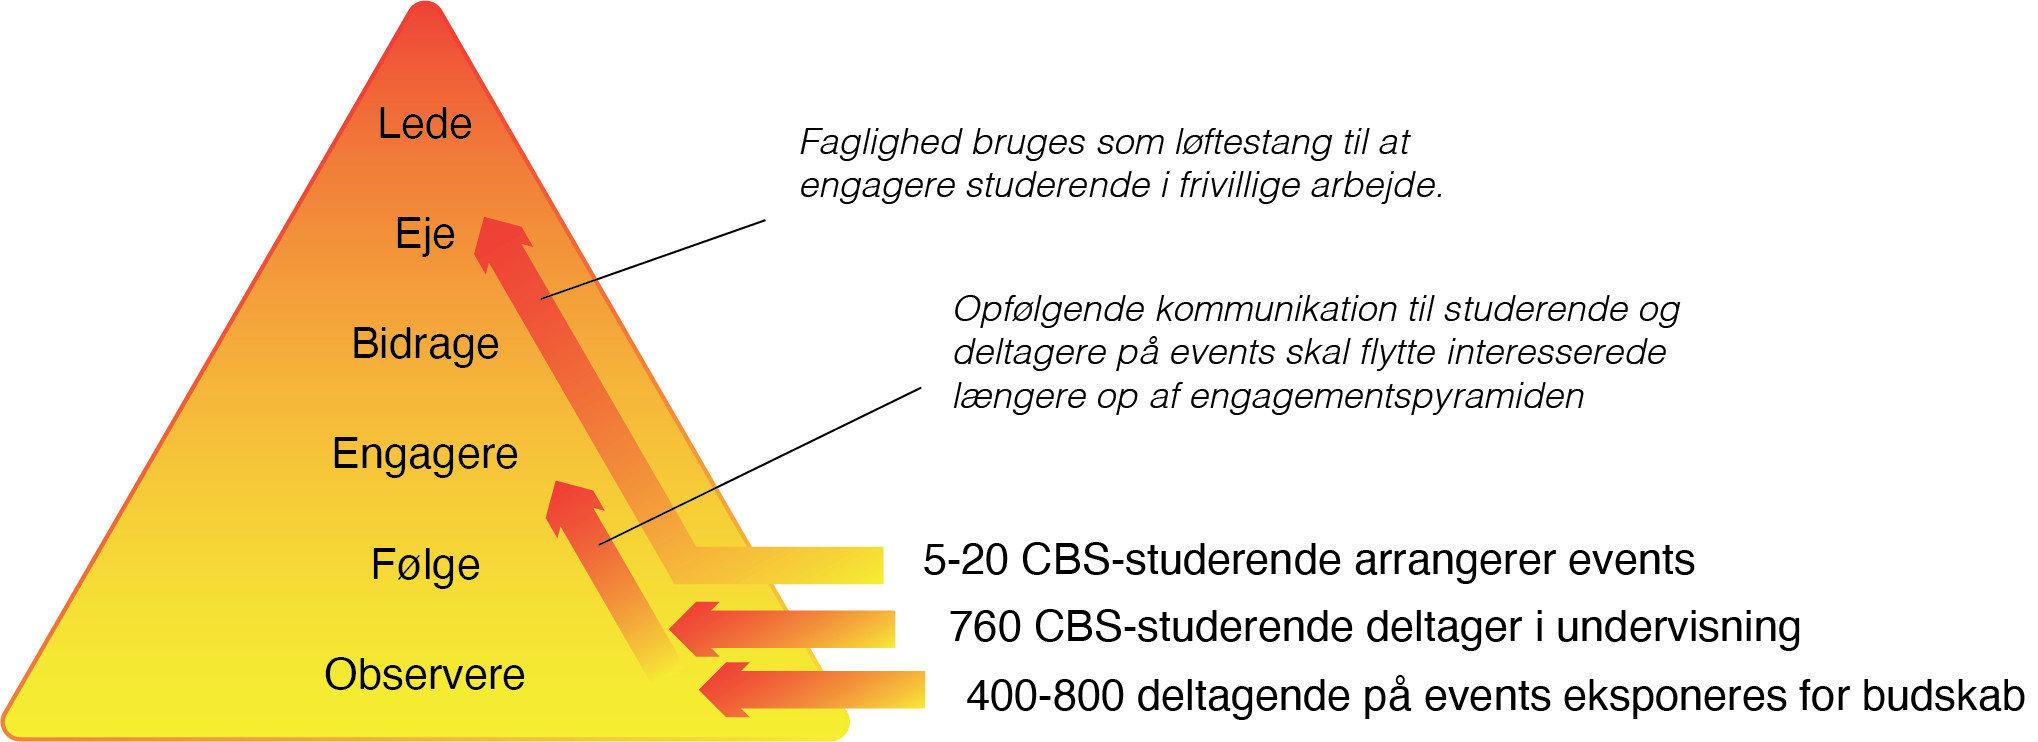 Lede
Eje
Bidrage
Engagere
Følge
Observere
Faglighed bruges som løftestang til at
engagere studerende i frivillige arbejde.
Opfølgende kommunikation til studerende og
deltagere på events skal flytte interesserede
længere op af engagementspyramiden
5-20 CBS-studerende arrangerer events
760 CBS-studerende deltager i undervisning
400-800 deltagende på events eksponeres for budskab